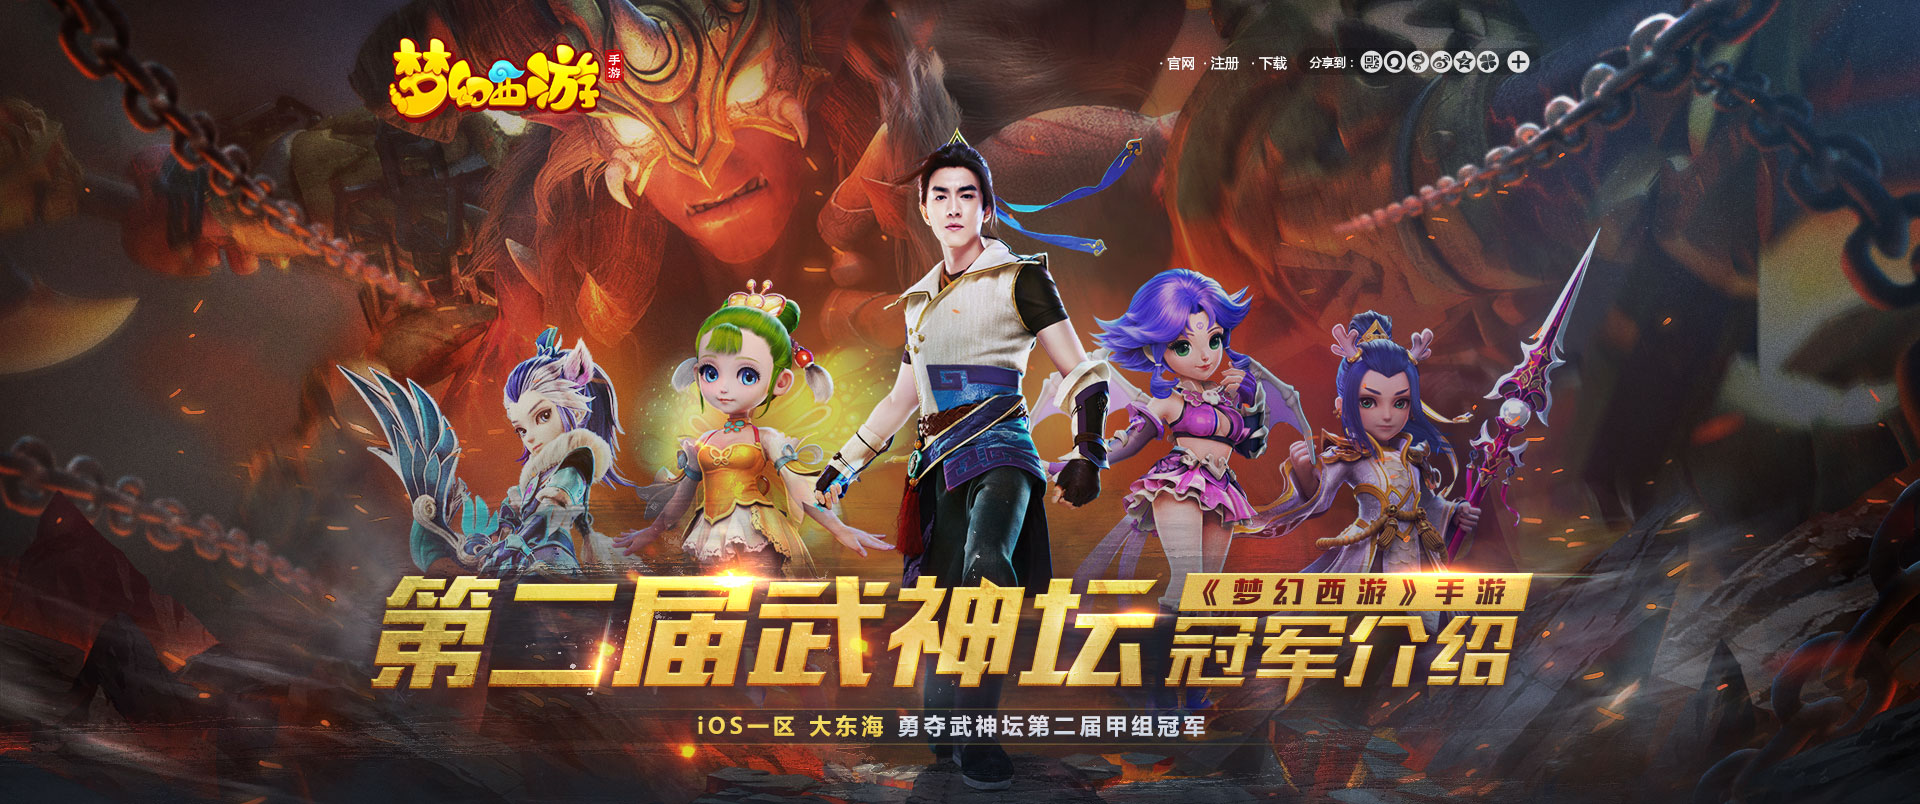 梦幻西游
手游
· 官网 · 注册 · 下载 分享到：
第二届武神坛
《梦幻西游》手游
冠军介绍
iOS一区 大东海 勇夺武神坛第二届甲组冠军